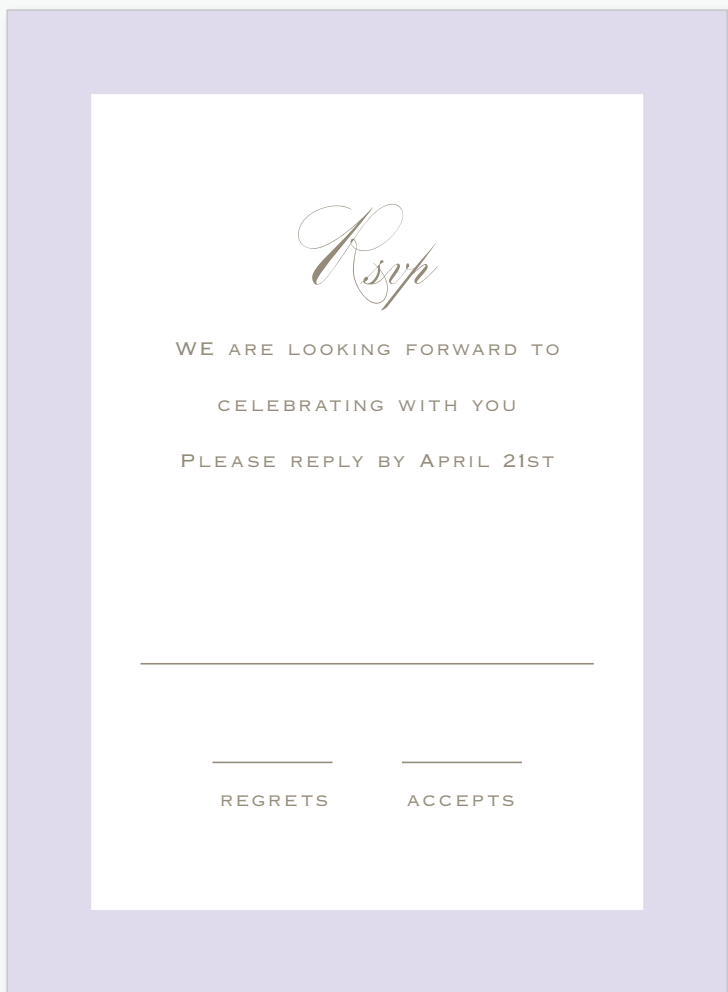 Rsvp
WE ARE LOOKING FORWARD TO
CELEBRATING WITH YOU
PLEASE REPLY BY APRIL 21ST
REGRETS ACCEPTS